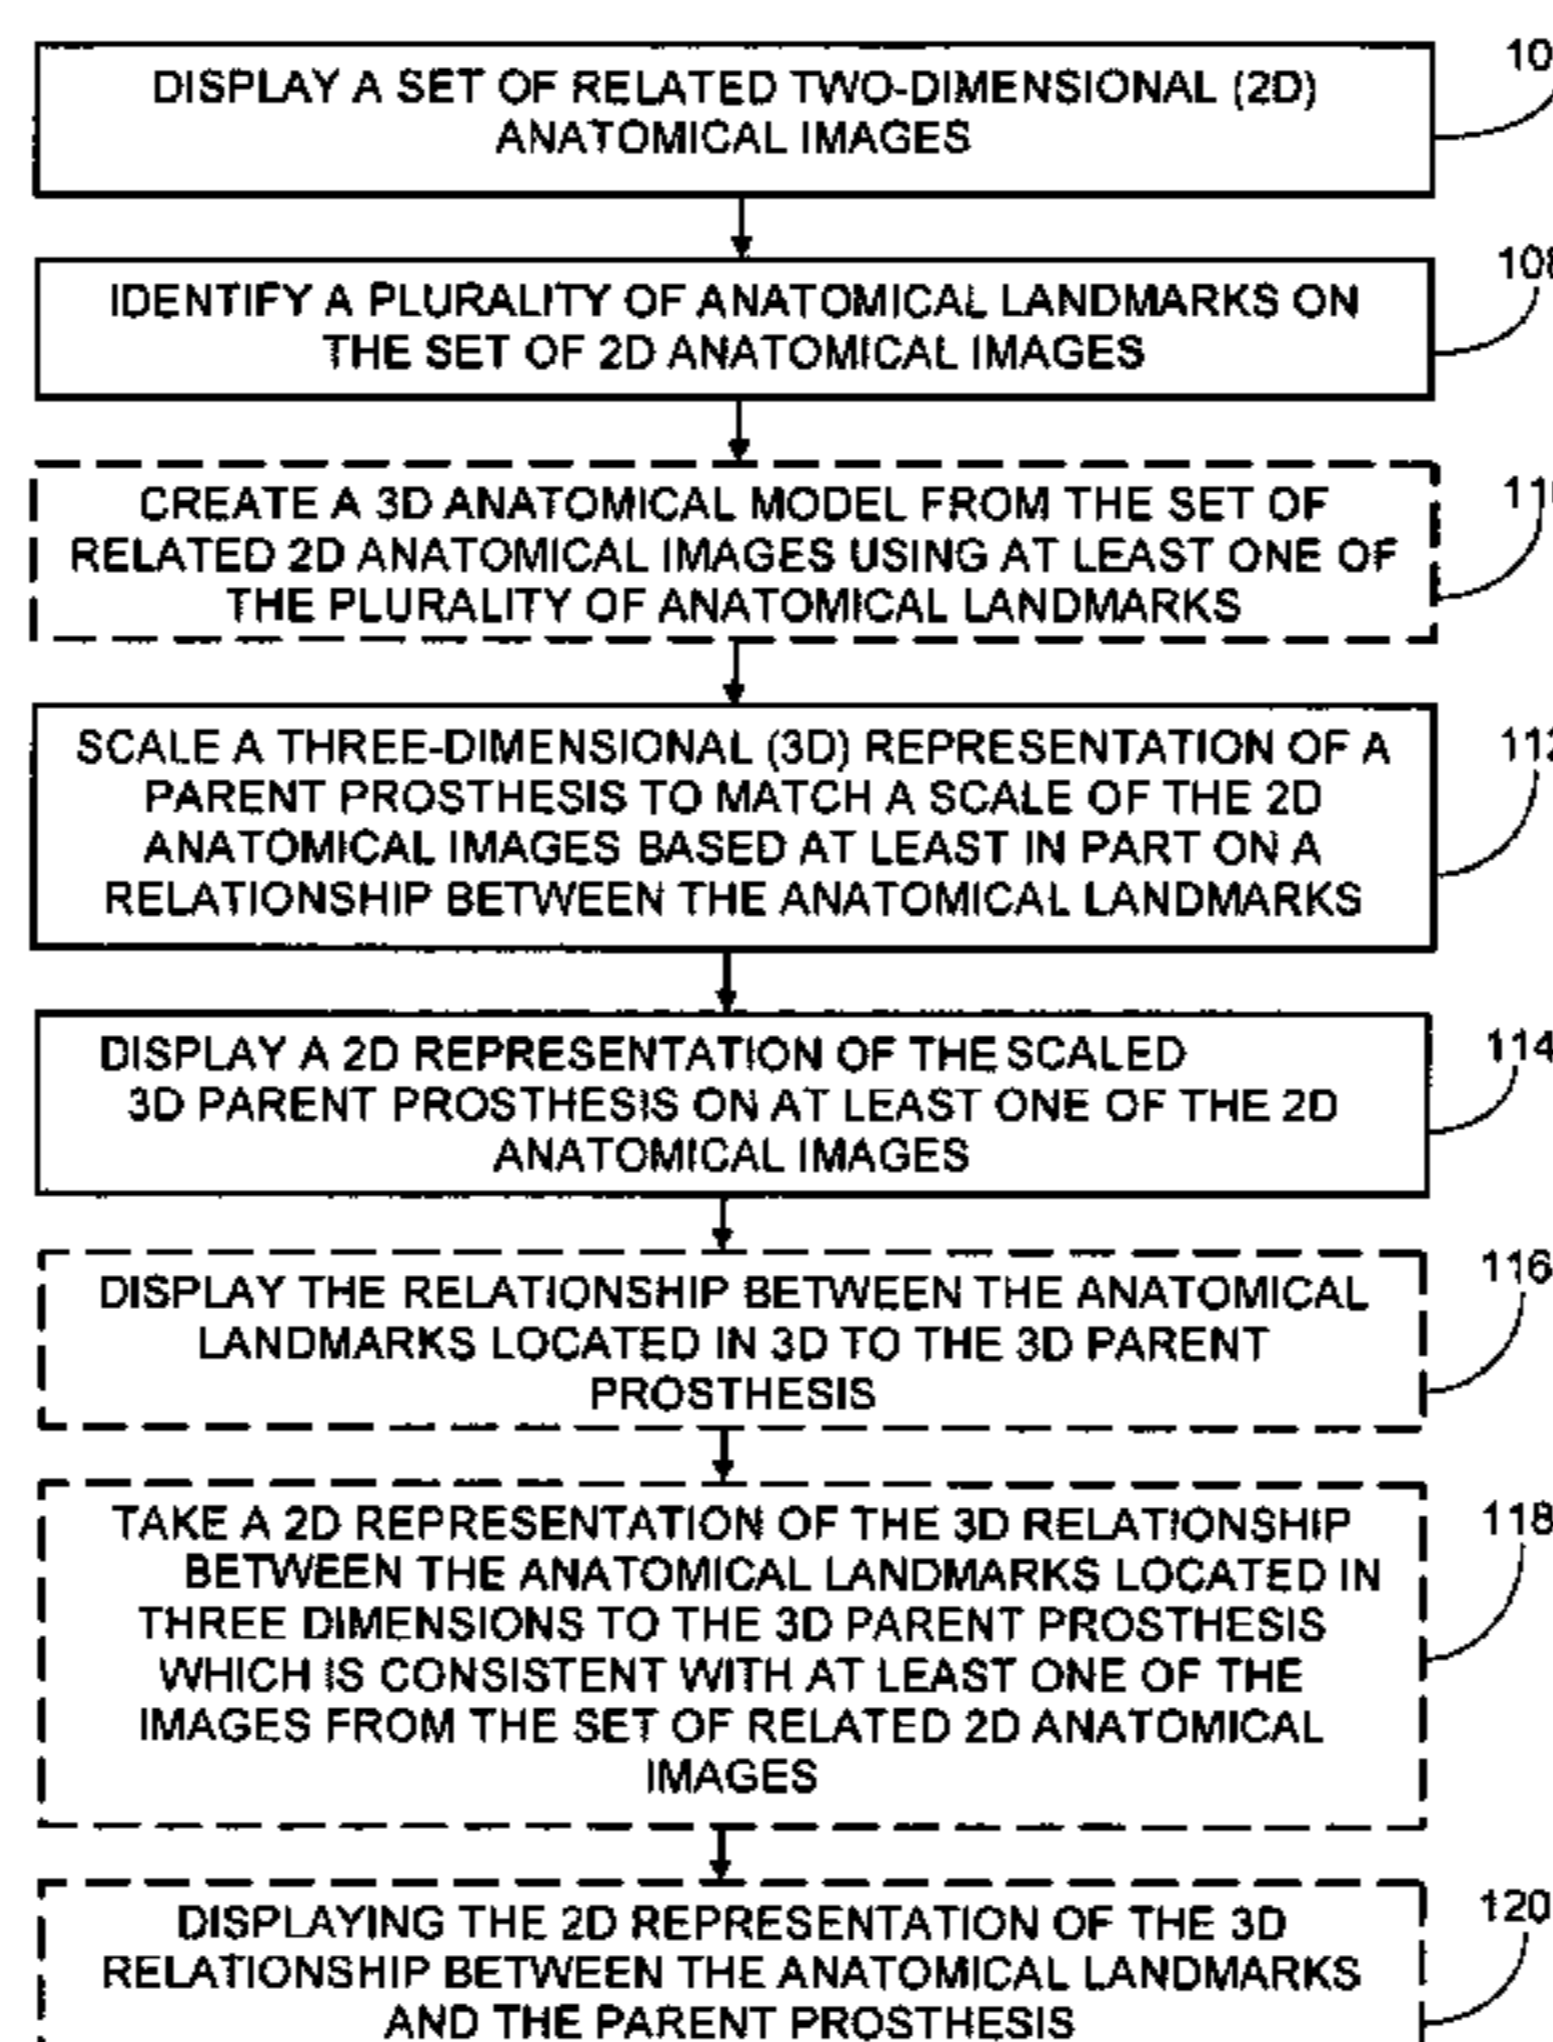 DISPLAY A SET OF RELATED TWO-DIMENSIONAL (2D)
ANATOMICAL IMAGES
IDENTIFY A PLURALITY OF ANATOMICAL LANDMARKS ON
THE SET OF 2D ANATOMICAL IMAGES
108
CREATE A 3D ANATOMICAL MODEL FROM THE SET OF
RELATED 2D ANATOMICAL IMAGES USING AT LEAST ONE OF
THE PLURALITY OF ANATOMICAL LANDMARKS
SCALE A THREE-DIMENSIONAL (3D) REPRESENTATION OF A
PARENT PROSTHESIS TO MATCH A SCALE OF THE 2D
ANATOMICAL IMAGES BASED AT LEAST IN PART ON A
RELATIONSHIP BETWEEN THE ANATOMICAL LANDMARKS
112
DISPLAY A 2D REPRESENTATION OF THE SCALED
3D PARENT PROSTHESIS ON AT LEAST ONE OF THE 2D
ANATOMICAL IMAGES
114
DISPLAY THE RELATIONSHIP BETWEEN THE ANATOMICAL
LANDMARKS LOCATED IN 3D TO THE 3D PARENT
PROSTHESIS
116
TAKE A 2D REPRESENTATION OF THE 3D RELATIONSHIP
BETWEEN THE ANATOMICAL LANDMARKS LOCATED IN
THREE DIMENSIONS TO THE 3D PARENT PROSTHESIS
WHICH IS CONSISTENT WITH AT LEAST ONE OF THE
IMAGES FROM THE SET OF RELATED 2D ANATOMICAL
IMAGES
118
DISPLAYING THE 2D REPRESENTATION OF THE 3D
RELATIONSHIP BETWEEN THE ANATOMICAL LANDMARKS
AND THE PARENT PROSTHESIS
120